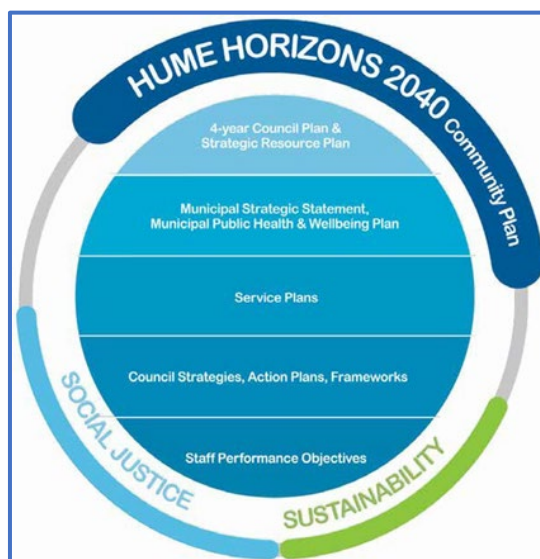 HUME HORIZONS 2040 Community Plan
4-year Council Plan &
Strategic Resource Plan
Municipal Strategic Statement,
Municipal Public Health & Wellbeing Plan
Service Plans
Council Strategies, Action Plans, Frameworks
Staff Performance Objectives
SOCIAL JUSTICE
SUSTAINABILITY